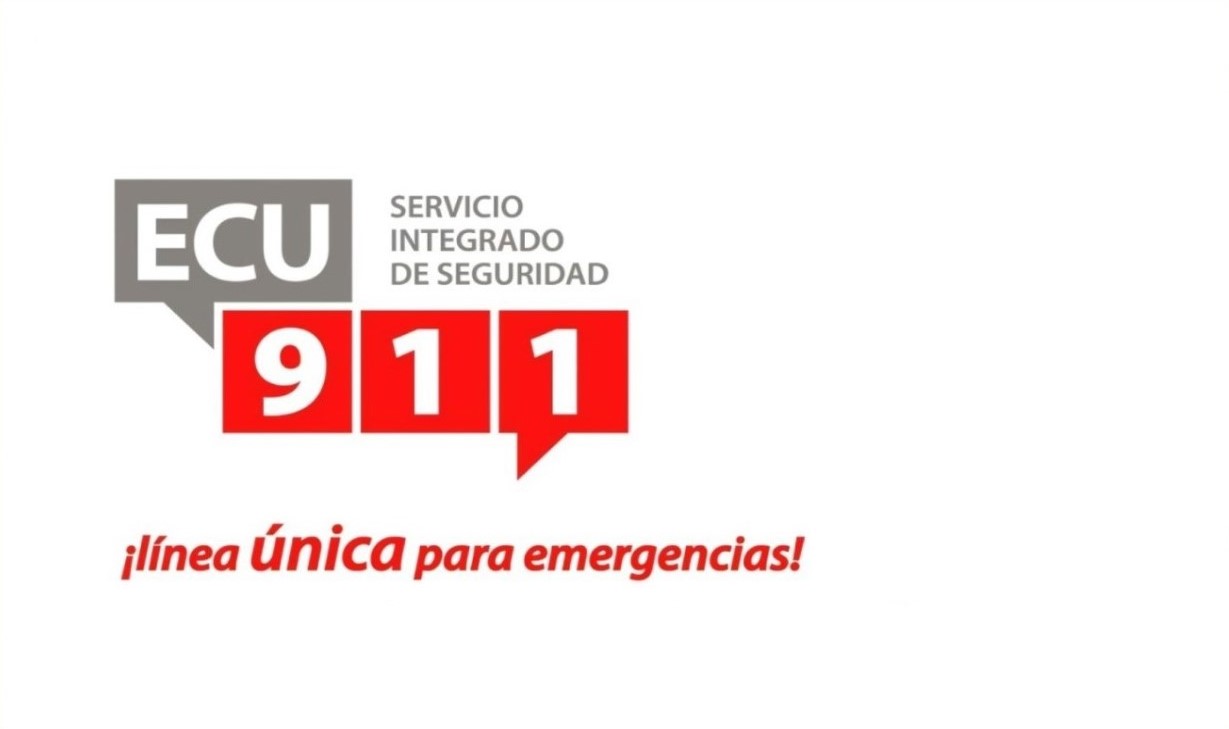 ECU
SERVICIO
INTEGRADO
DE SEGURIDAD
911
¡línea única para emergencias!